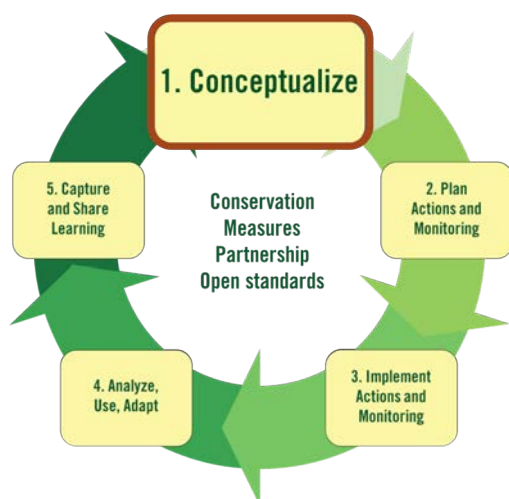 1. Conceptualize
2. Plan
Actions and
Monitoring
3. Implement
Actions and
Monitoring
4. Analyze,
Use, Adapt
5. Capture
and Share
Learning
Conservation
Measures
Partnership
Open standards